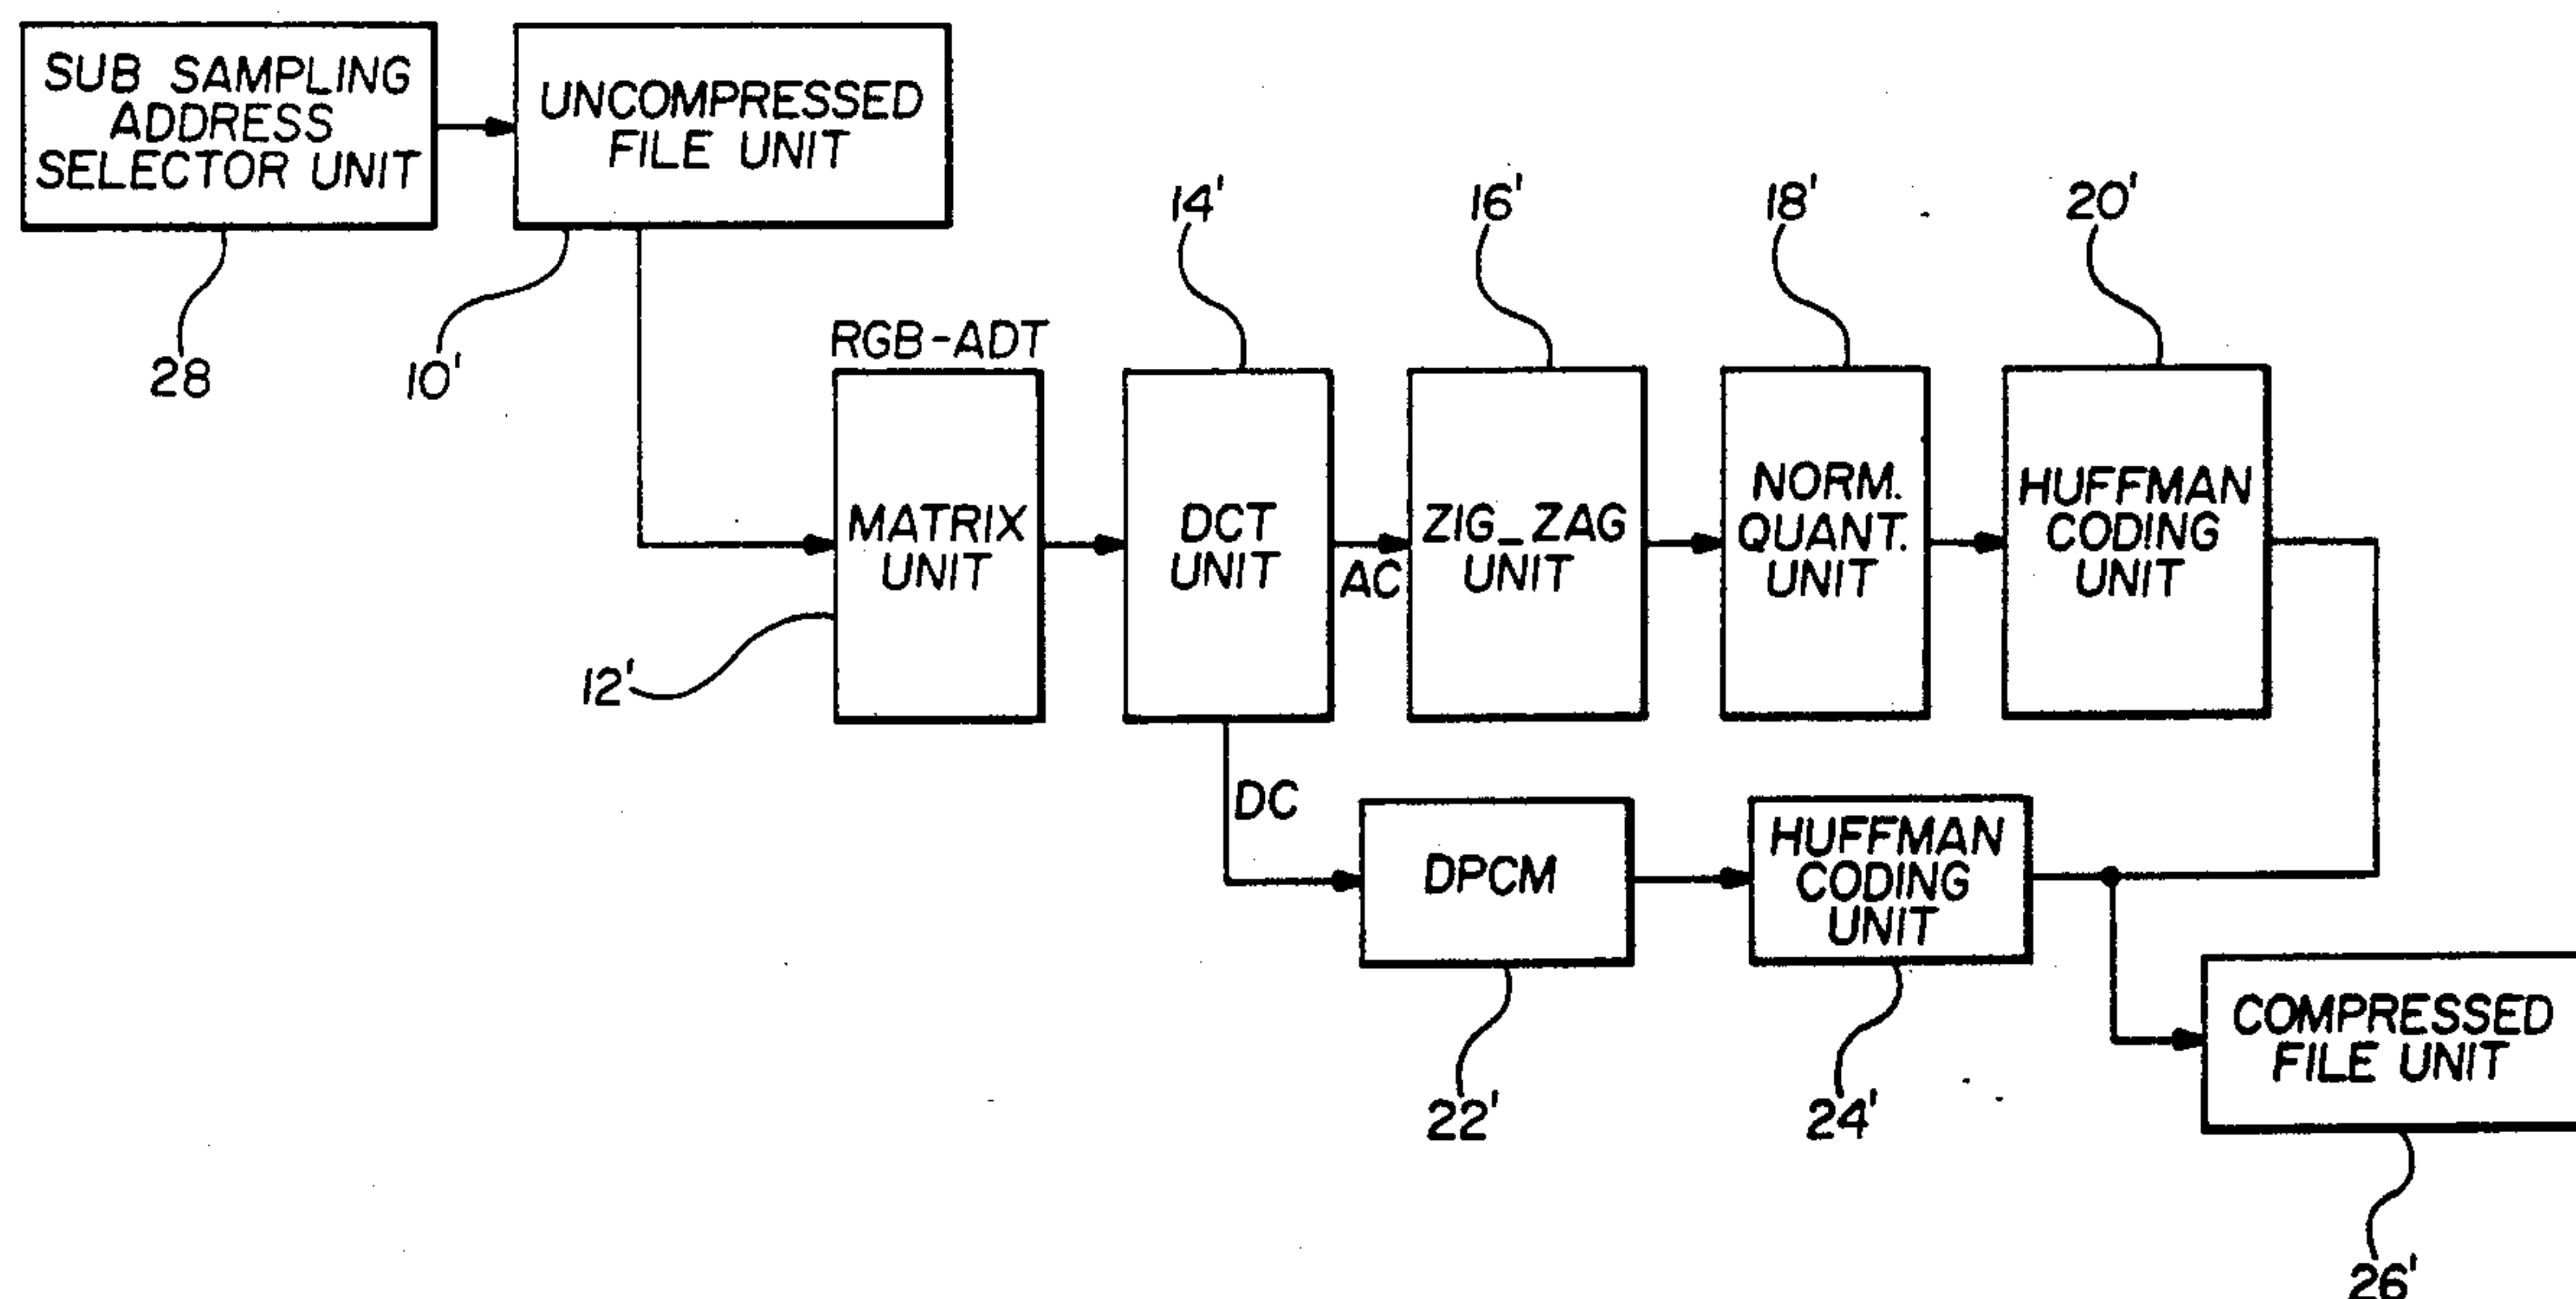 SUB SAMPLING
ADDRESS
SELECTOR UNIT
UNCOMPRESSED
FILE UNIT
28
10'
RGB-ADT
14'
16'
18'
20'
MATRIX
UNIT
12'
DCT
UNIT
AC
ZIG_ZAG
UNIT
NORM.
QUANT.
UNIT
HUFFMAN
CODING
UNIT
DC
DPCM
HUFFMAN
CODING
UNIT
22'
24'
COMPRESSED
FILE UNIT
26'